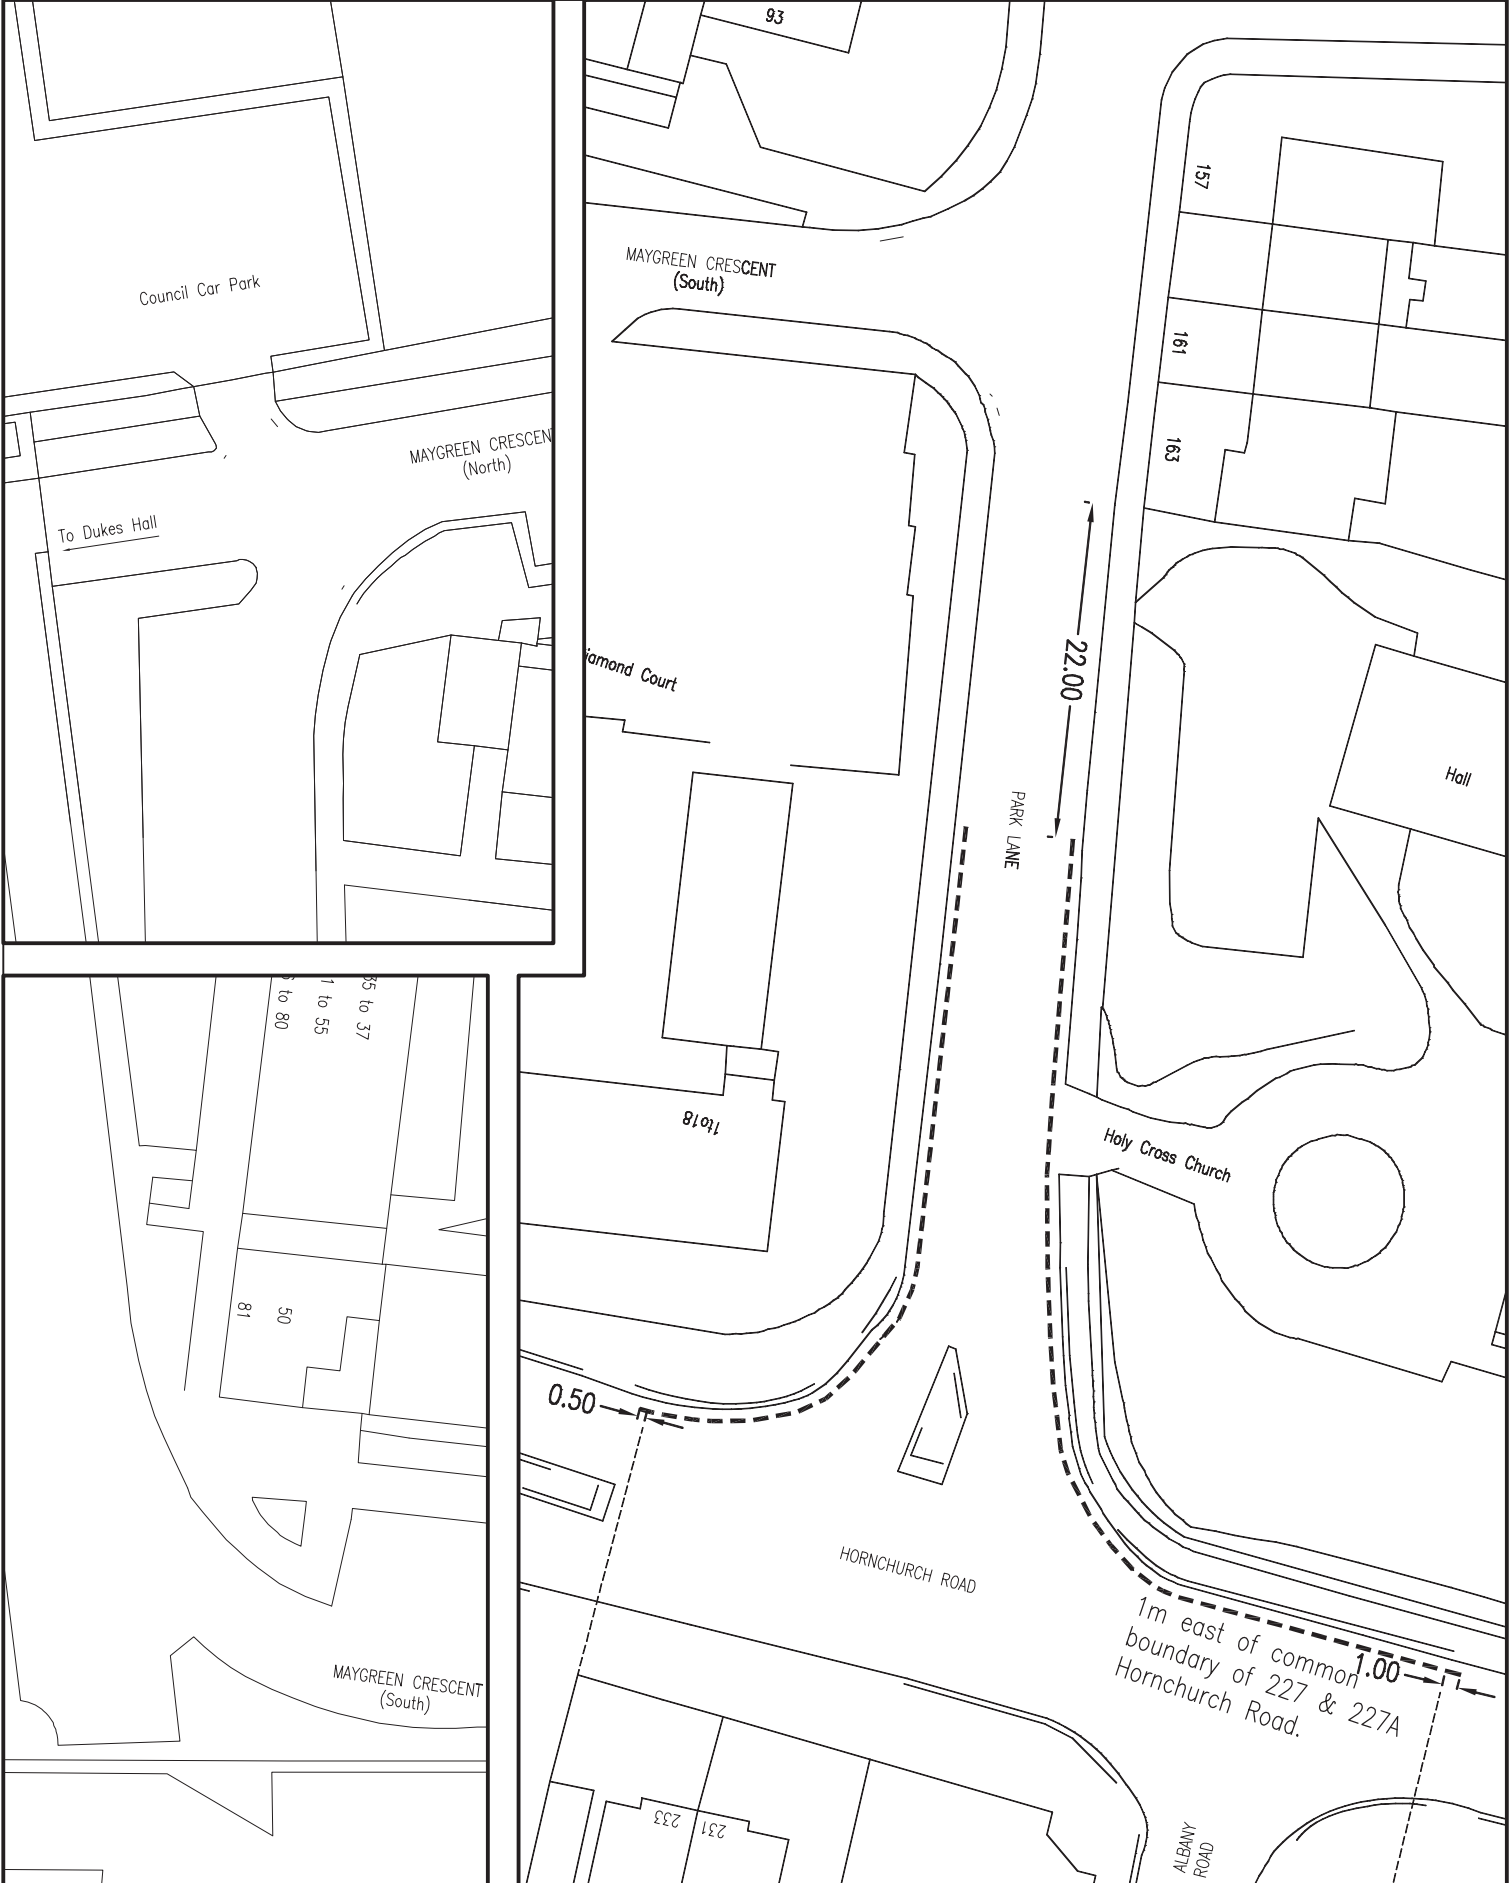 93
157
MAYGREEN CRESCENT
(South)
Council Car Park
161
MAYGREEN CRESCEN
(North)
163
To Dukes Hall
22.00
iamond Court
Hall
PARK LANE
35 to 37
1 to 55
to 80
1to18
Holy Cross Church
81
50
0.50
HORNCHURCH ROAD
1m east of common
boundary of 227 & 227A
Hornchurch Road.
1.00
MAYGREEN CRESCENT
(South)
233
231
ALBANY
ROAD